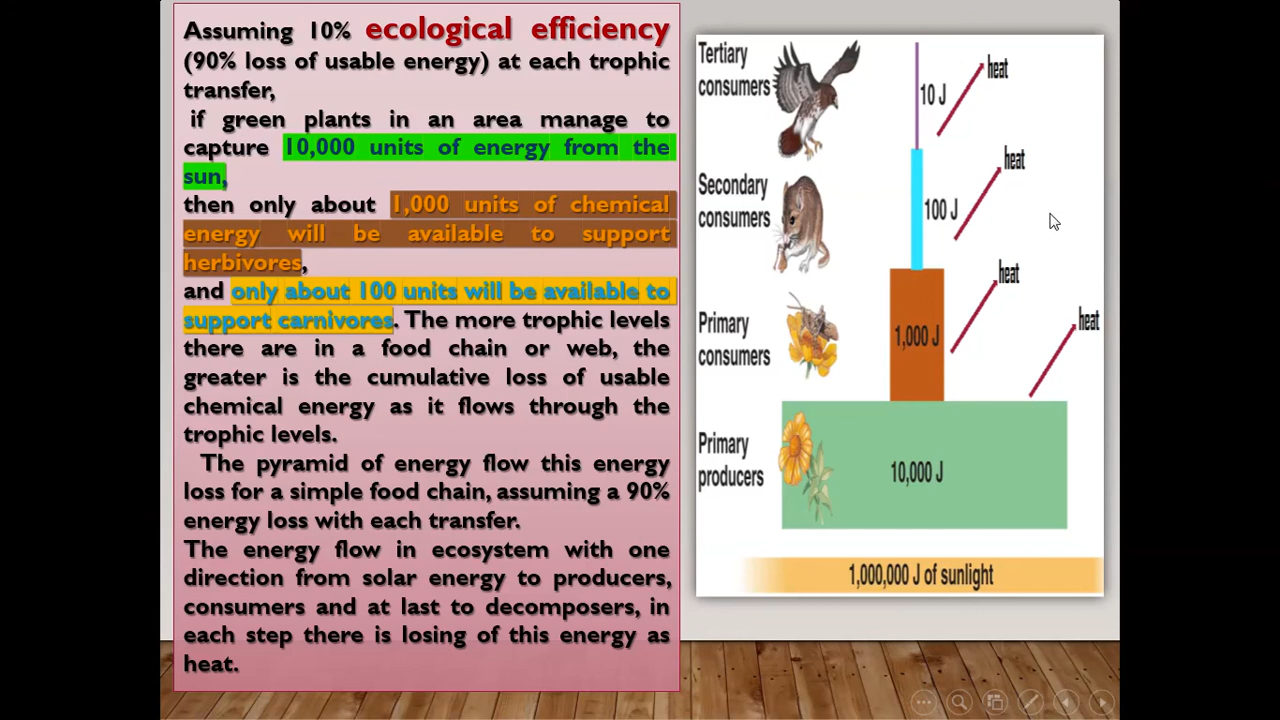 Assuming 10% ecological efficiency
(90% loss of usable energy) at each trophic
transfer,
if green plants in an area manage to
capture 10,000 units of energy from the
sun,
then only about 1,000 units of chemical
energy will be available to support
herbivores,
and only about 100 units will be available to
support carnivores. The more trophic levels
there are in a food chain or web, the
greater is the cumulative loss of usable
chemical energy as it flows through the
trophic levels.
The pyramid of energy flow this energy
loss for a simple food chain, assuming a 90%
energy loss with each transfer.
The energy flow in ecosystem with one
direction from solar energy to producers,
consumers and at last to decomposers, in
each step there is losing of this energy as
heat.
Tertiary
consumers
10 J
heat
Secondary
consumers
100 J
heat
Primary
consumers
1,000 J
heat
Primary
producers
10,000 J
heat
1,000,000 J of sunlight